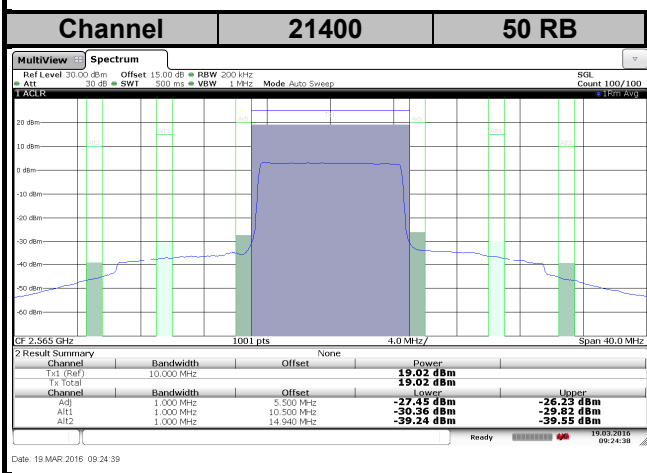 Channel 21400 50 RB
MultiView Spectrum
Ref Level 30.00 dBm Offset 15.00 dB RBW 200 kHz SGL
Att 30 dB SWT 500 ms VBW 1 MHz Mode Auto Sweep Count 100/100
1 ACLR 1Rm Avg
20 dBm
10 dBm
0 dBm
-10 dBm
-20 dBm
-30 dBm
-40 dBm
-50 dBm
-60 dBm
CF 2.565 GHz 1001 pts 4.0 MHz/ Span 40.0 MHz
2 Result Summary None
Channel Bandwidth Offset Power
Tx1 (Ref) 10.000 MHz 19.02 dBm
Tx Total 19.02 dBm
Channel Bandwidth Offset Lower Upper
Adj 1.000 MHz 5.500 MHz -27.45 dBm -26.23 dBm
Alt1 1.000 MHz 10.500 MHz -30.36 dBm -29.82 dBm
Alt2 1.000 MHz 14.940 MHz -39.24 dBm -39.55 dBm
Ready 19.03.2016
09:24:38
Date: 19.MAR.2016 09:24:39